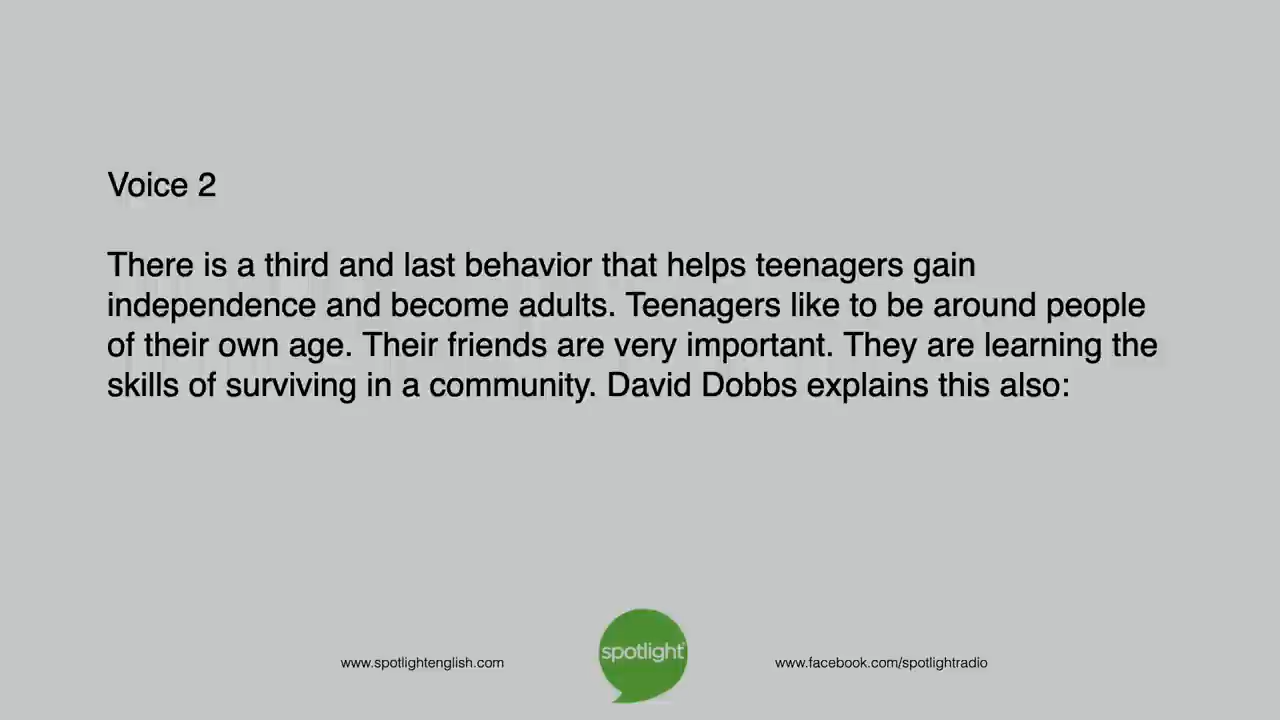 Voice 2
There is a third and last behavior that helps teenagers gain
independence and become adults. Teenagers like to be around people
of their own age. Their friends are very important. They are learning the
skills of surviving in a community. David Dobbs explains this also:
spotlight
www.spotlightenglish.com
www.facebook.com/spotlightradio